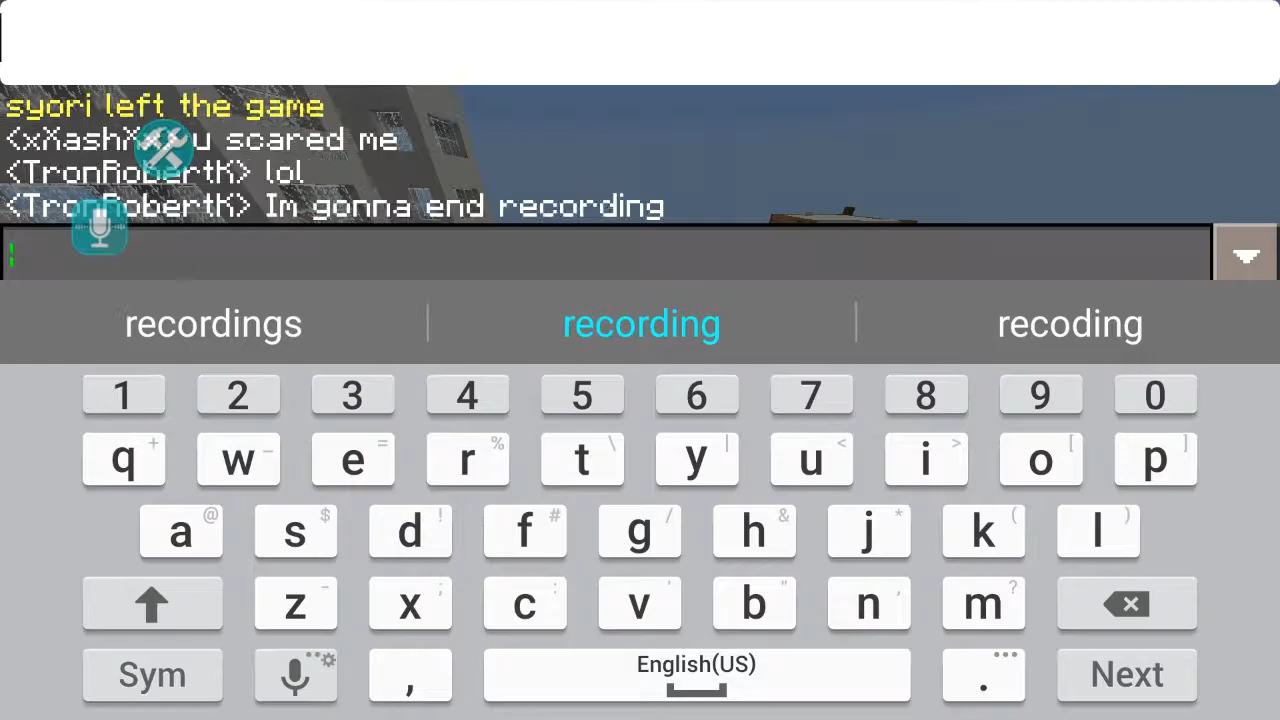 syori left the game
<xXashXx>u scared me
<TronRobertK> lol
<TronRobertK> Im gonna end recording
recordings recording recoding
1 2 3 4 5 6 7 8 9 0
q + w _ e = r % t \ y | u < i > o [ p ]
a @ s $ d ! f # g / h & j * k ( l )
z - x ; c : v ' b " n , m ?
Sym , English(US) . Next